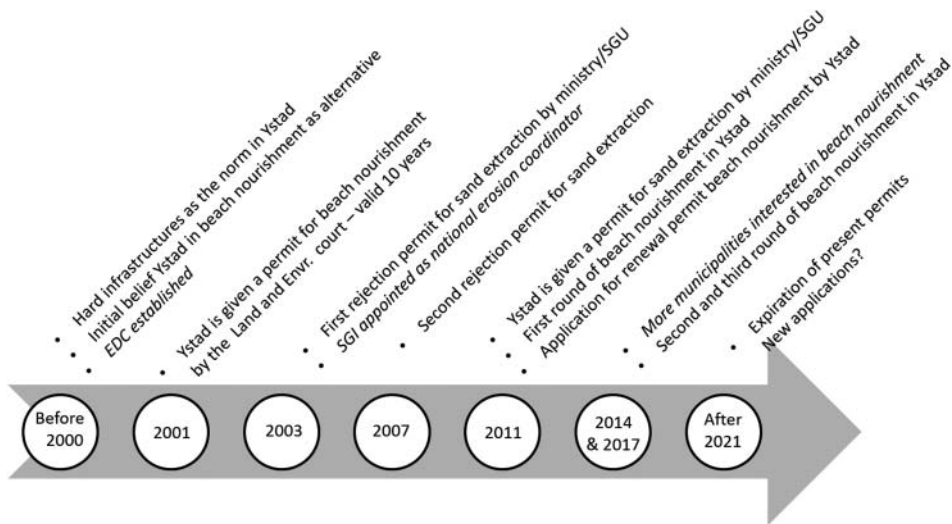 Hard infrastructures as the norm in Ystad
Initial belief Ystad in beach nourishment as alternative
EDC established
Ystad is given a permit for beach nourishment
by the Land and Envr. court – valid 10 years
First rejection permit for sand extraction by ministry/SGU
SGI appointed as national erosion coordinator
Second rejection permit for sand extraction
Ystad is given a permit for sand extraction by ministry/SGU
First round of beach nourishment in Ystad
Application for renewal permit beach nourishment by Ystad
More municipalities interested in beach nourishment
Second and third round of beach nourishment in Ystad
Expiration of present permits
New applications?
Before
2000
2001
2003
2007
2011
2014
& 2017
After
2021